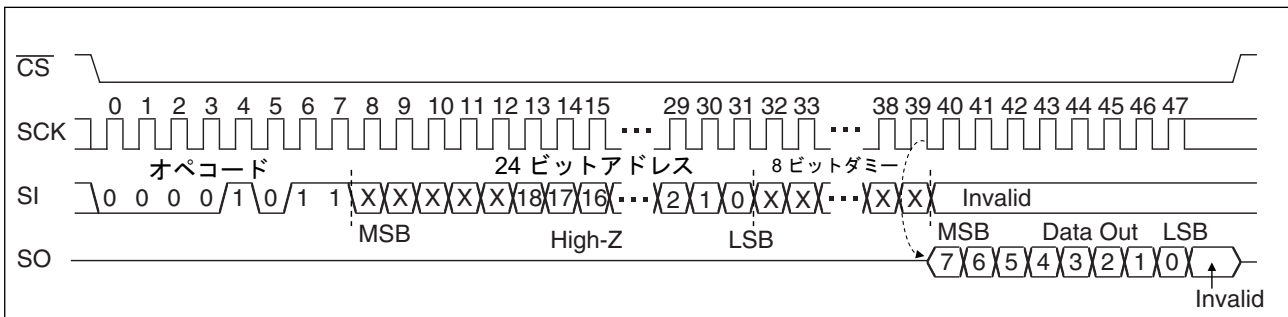 CS
0 1 2 3 4 5 6 7 8 9 10 11 12 13 14 15 29 30 31 32 33 38 39 40 41 42 43 44 45 46 47
SCK
オペコード 24 ビットアドレス 8 ビットダミー
SI 0 0 0 0 1 0 1 1 X X X X X 18 17 16 2 1 0 X X X X Invalid
MSB High-Z LSB MSB Data Out LSB
SO 7 6 5 4 3 2 1 0
Invalid